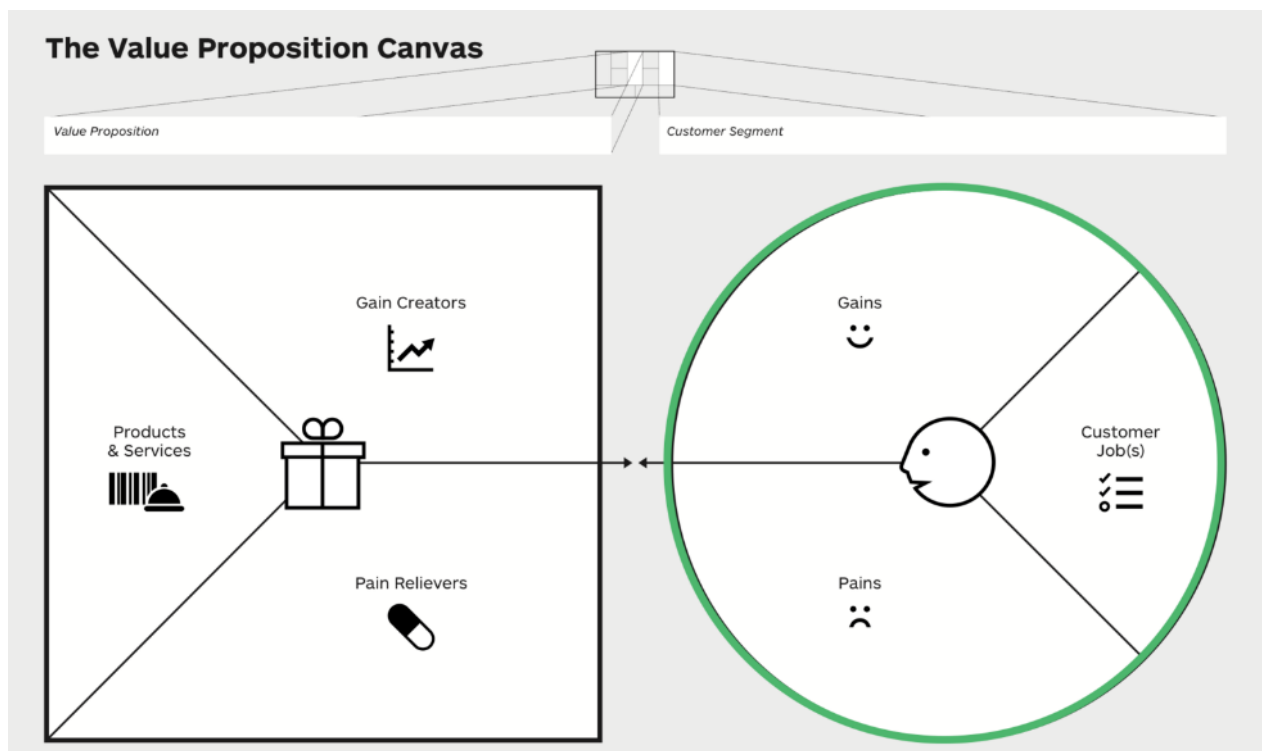 The Value Proposition Canvas
Value Proposition
Customer Segment
Gain Creators
Products
& Services
Pain Relievers
Gains
Customer
Job(s)
Pains